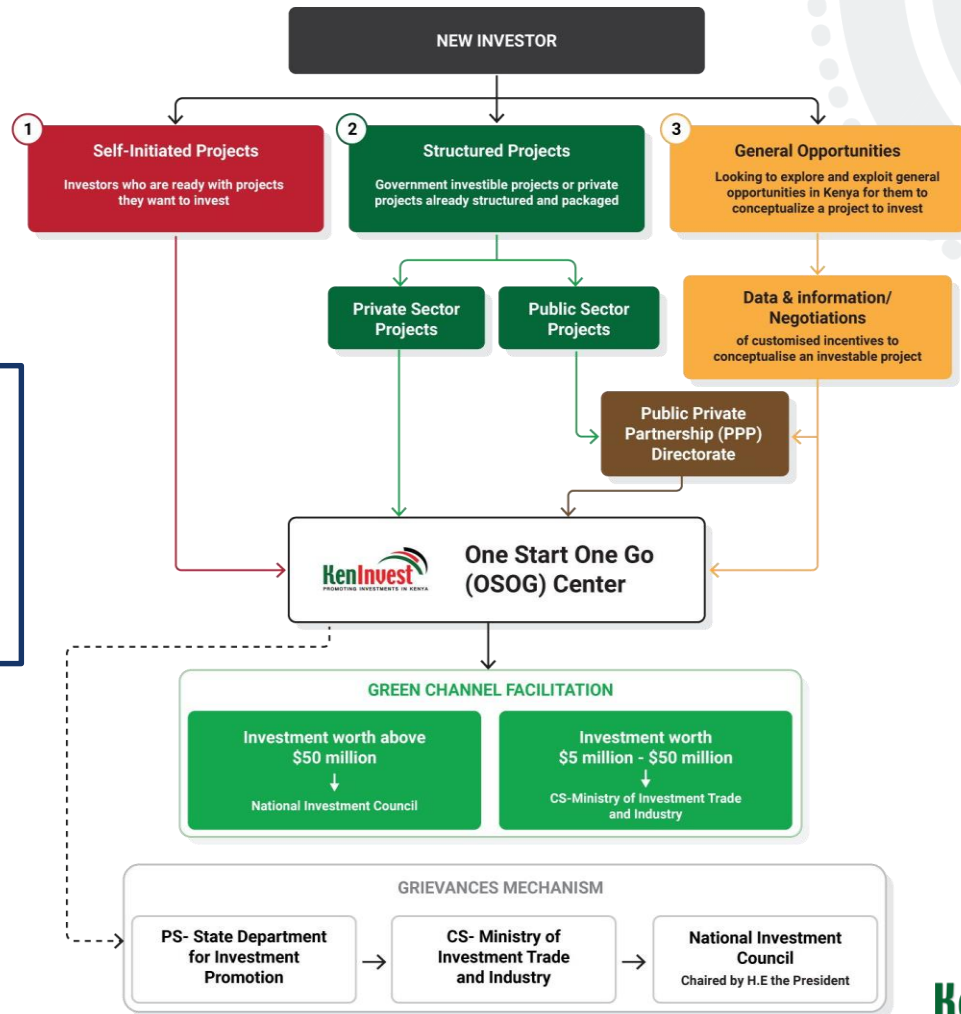 NEW INVESTOR
1
Self-Initiated Projects
Investors who are ready with projects
they want to invest
2
Structured Projects
Government investible projects or private
projects already structured and packaged
3
General Opportunities
Looking to explore and exploit general
opportunities in Kenya for them to
conceptualize a project to invest
Private Sector
Projects
Public Sector
Projects
Data & information/
Negotiations
of customised incentives to
conceptualise an investable project
Public Private
Partnership (PPP)
Directorate
KenInvest
PROMOTING INVESTMENTS IN KENYA
One Start One Go
(OSOG) Center
GREEN CHANNEL FACILITATION
Investment worth above
$50 million
National Investment Council
Investment worth
$5 million - $50 million
CS-Ministry of Investment Trade
and Industry
GRIEVANCES MECHANISM
PS- State Department
for Investment
Promotion
CS- Ministry of
Investment Trade
and Industry
National Investment
Council
Chaired by H.E the President